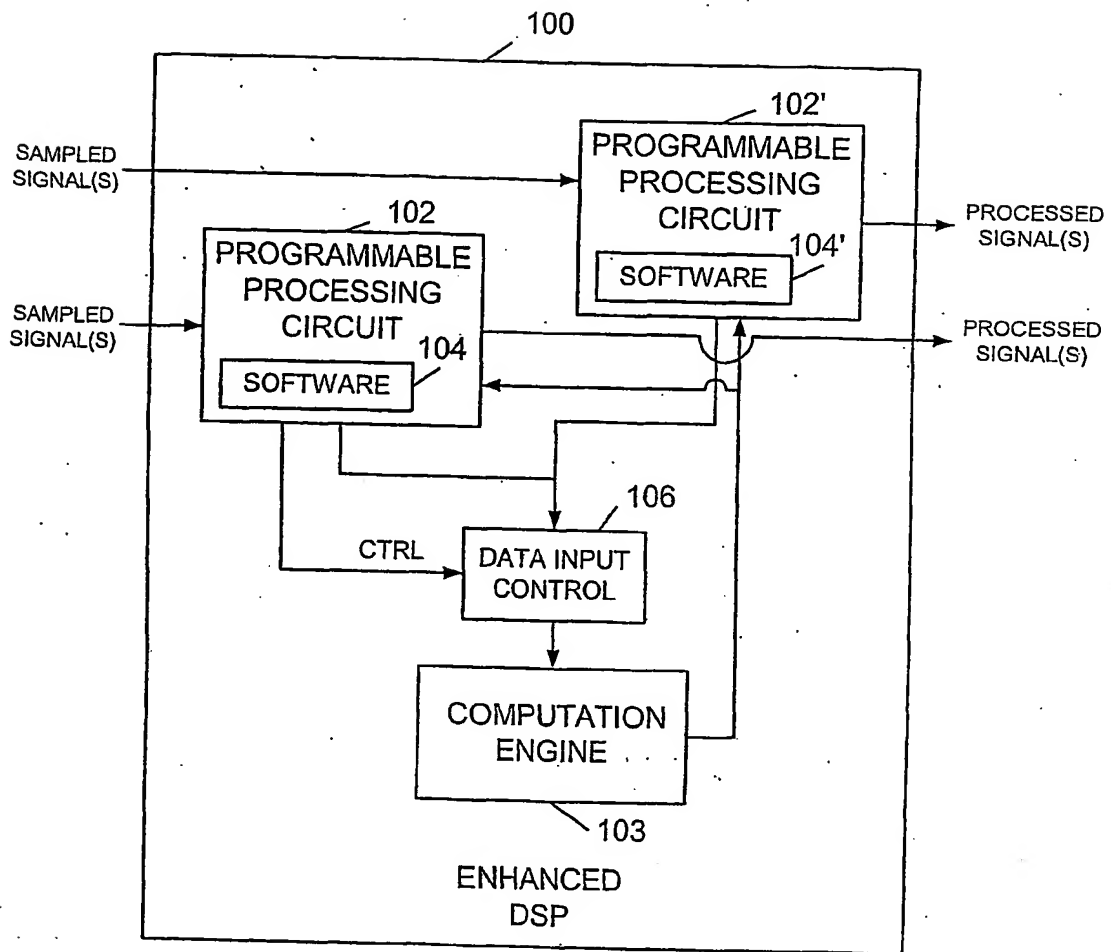 100
102'
PROGRAMMABLE
PROCESSING
CIRCUIT
104'
SOFTWARE
SAMPLED
SIGNAL(S)
PROCESSED
SIGNAL(S)
102
PROGRAMMABLE
PROCESSING
CIRCUIT
104
SOFTWARE
SAMPLED
SIGNAL(S)
PROCESSED
SIGNAL(S)
106
CTRL
DATA INPUT
CONTROL
COMPUTATION
ENGINE
103
ENHANCED
DSP